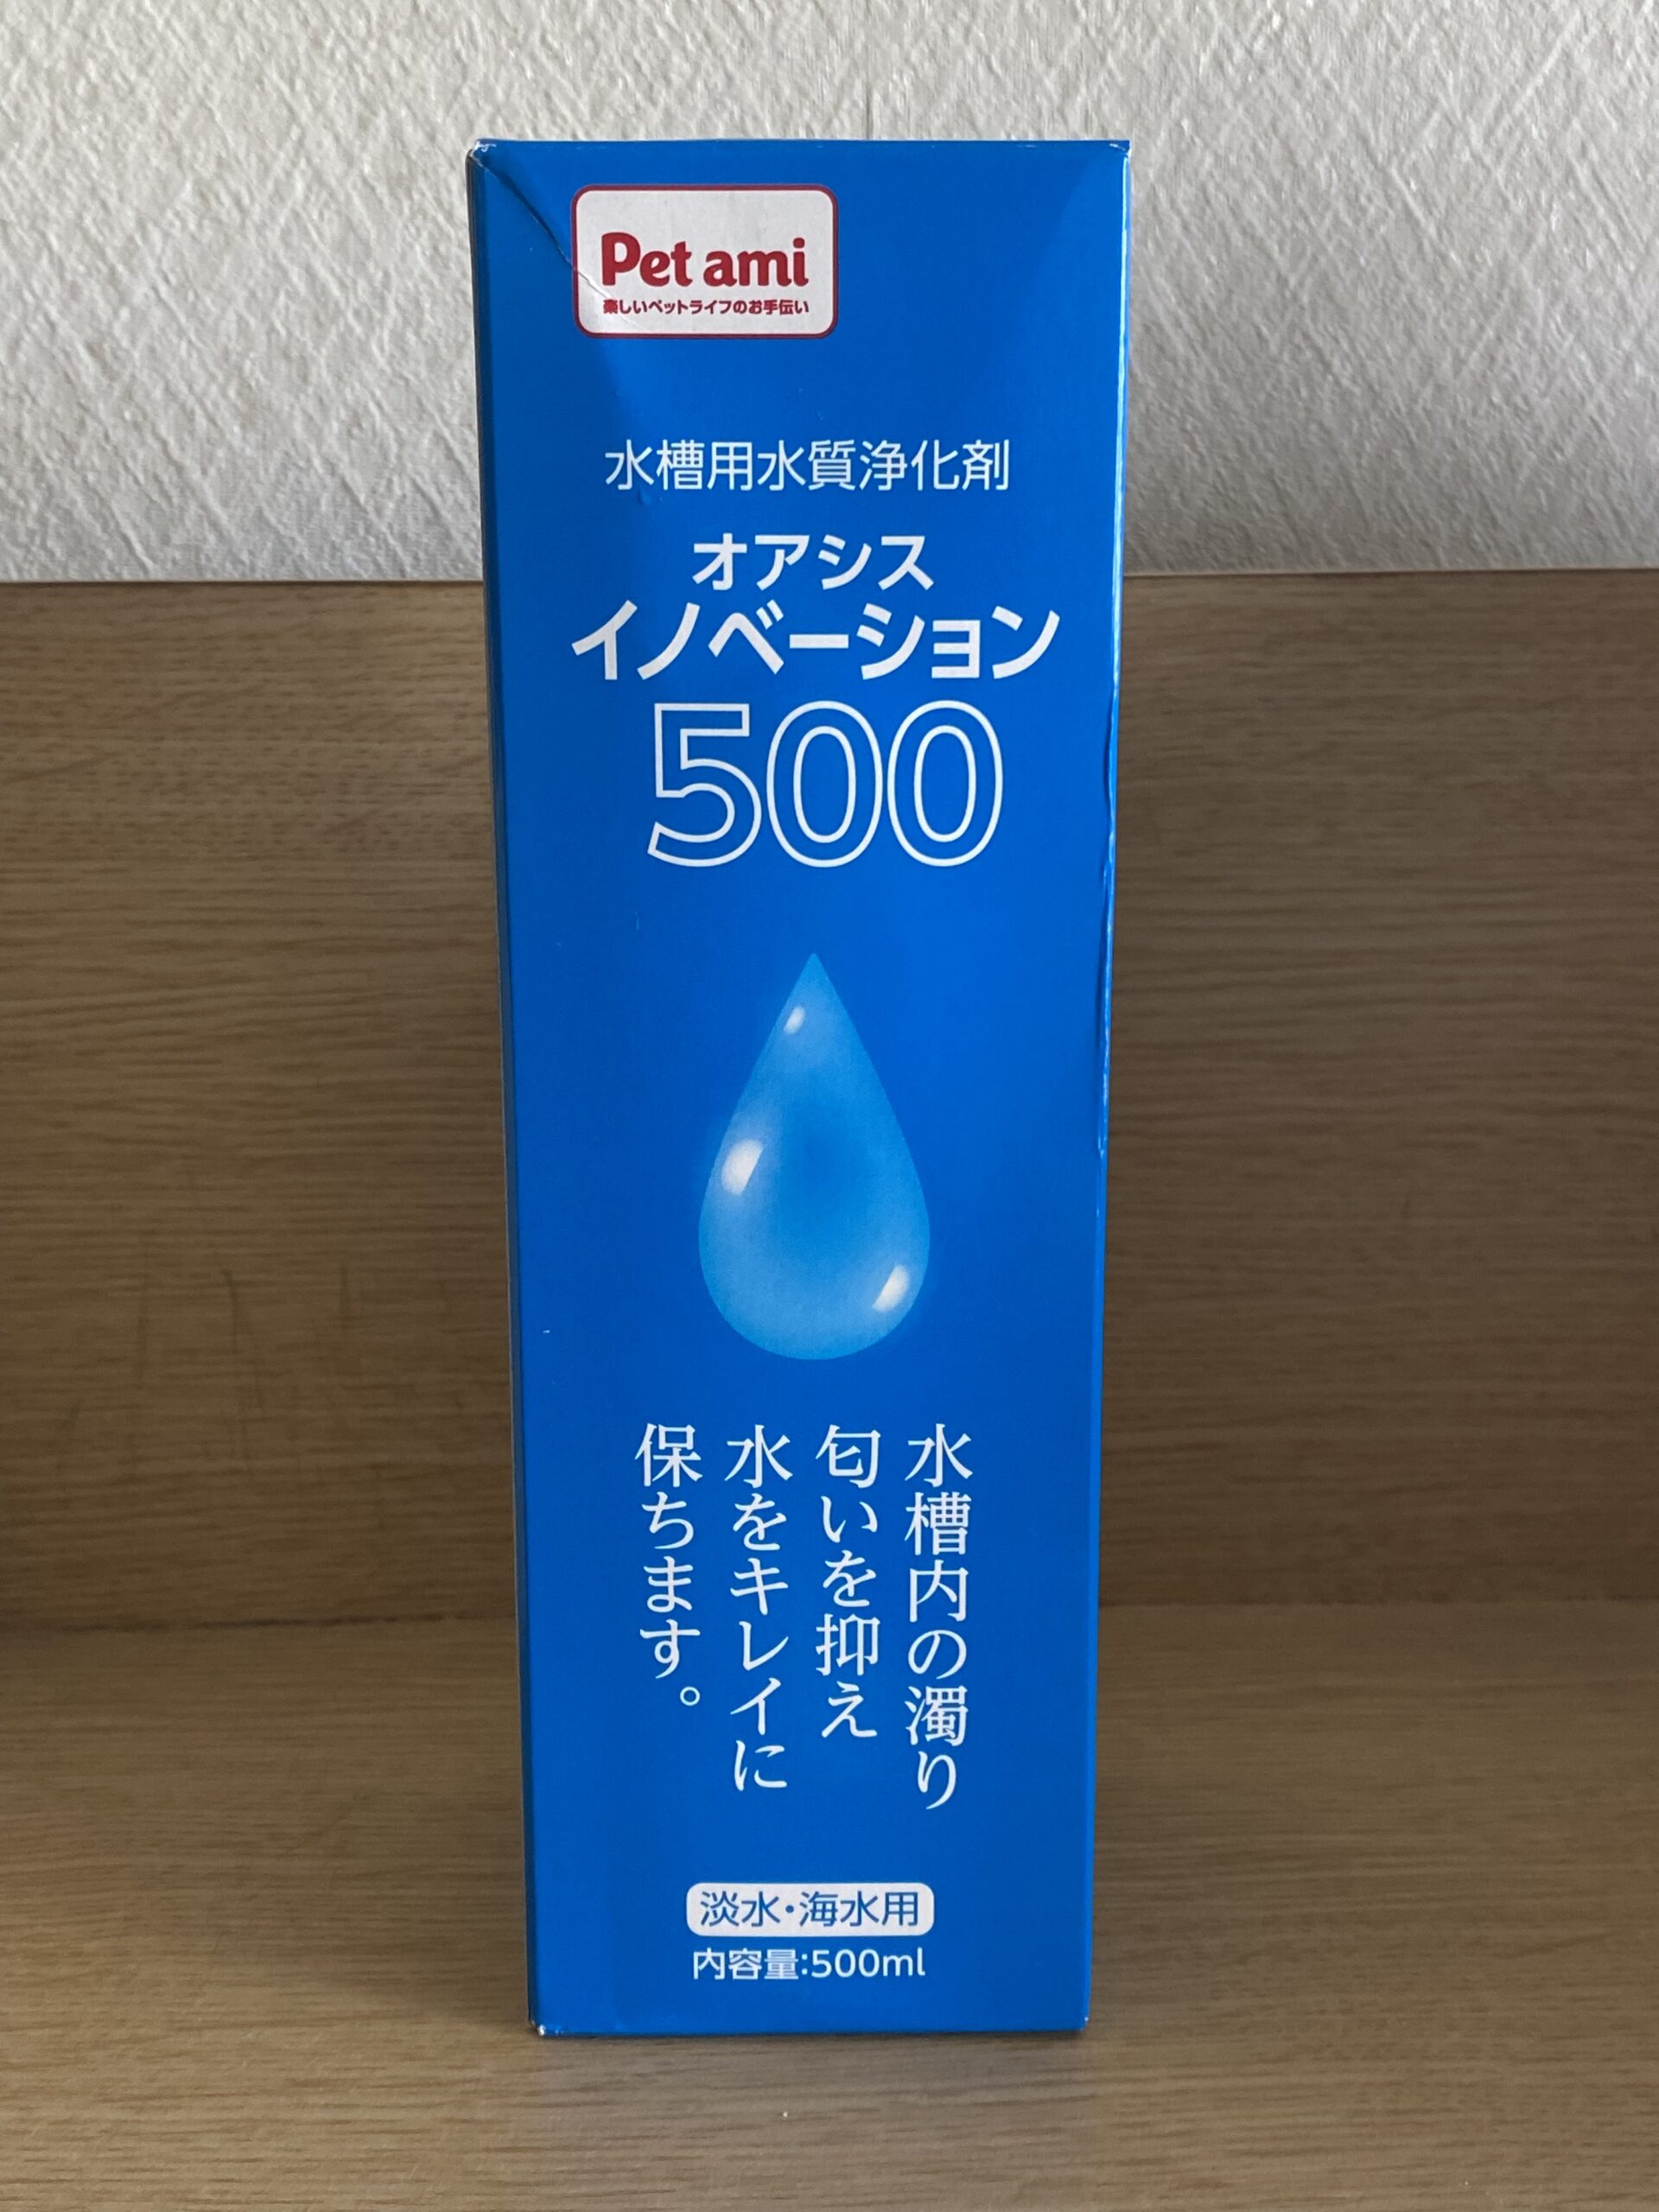 Pet ami
楽しいペットライフのお手伝い
水槽用水質浄化剤
オアシス
イノベーション
500
水槽内の濁り
匂いを抑え
水をキレイに
保ちます。
淡水・海水用
内容量:500ml